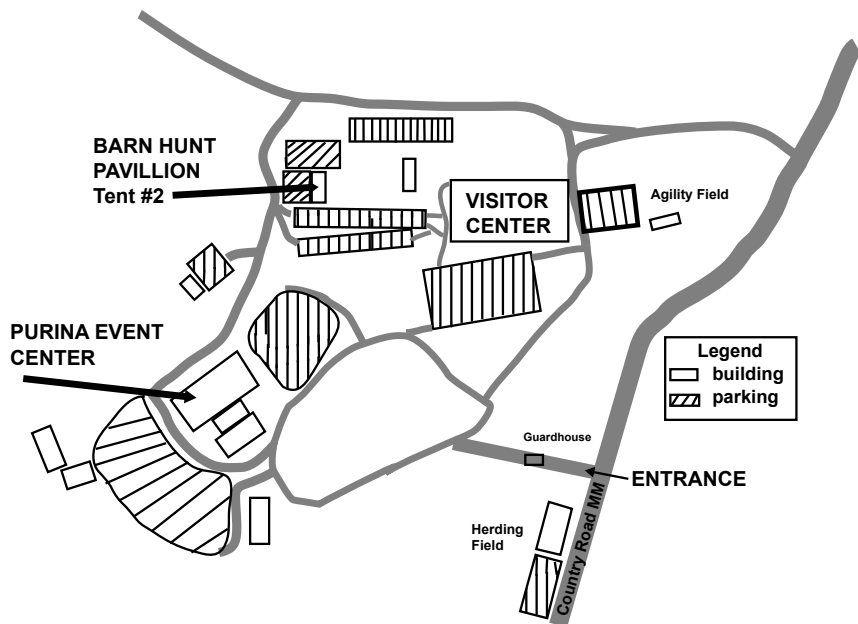 BARN HUNT
PAVILLION
Tent #2
VISITOR
CENTER
Agility Field
PURINA EVENT
CENTER
Legend
building
parking
Guardhouse
ENTRANCE
Herding
Field
Country Road MM